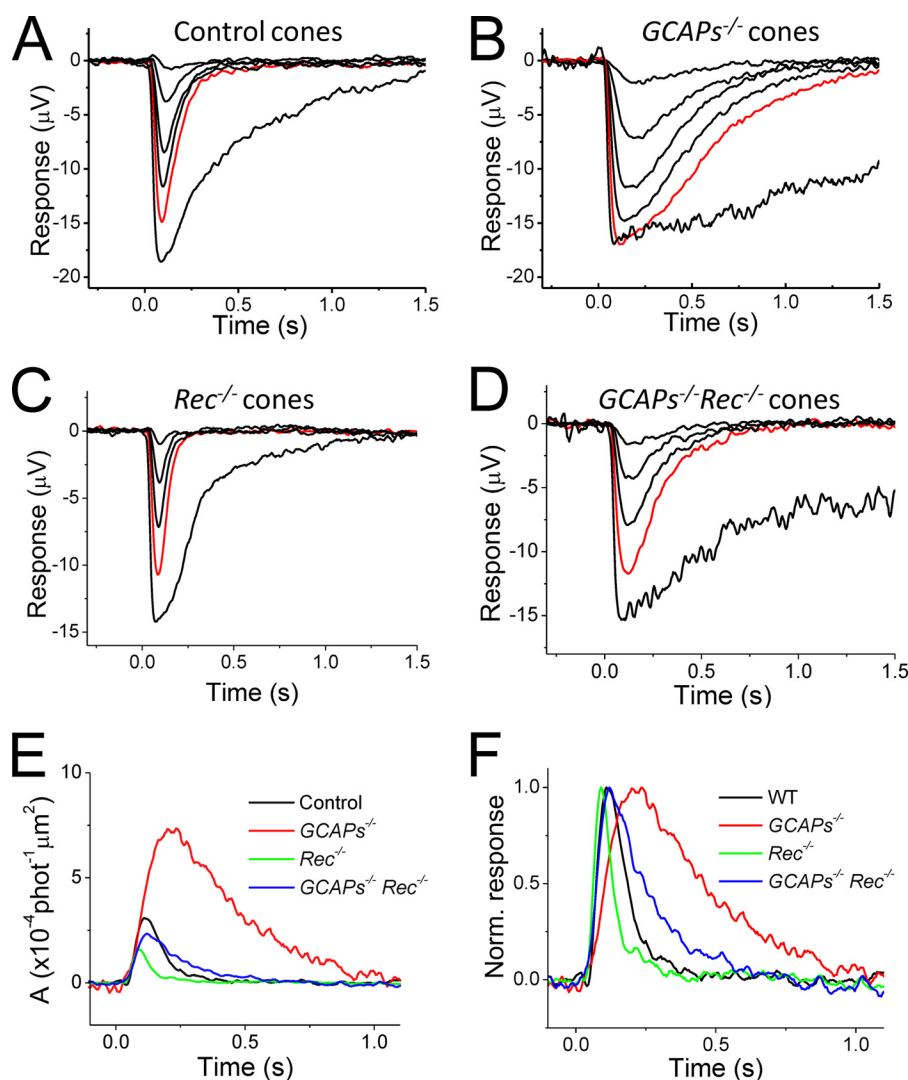 A
Control cones
Response (μV)
0
-5
-10
-15
-20
0.0 0.5 1.0 1.5
Time (s)
B
GCAPs-/- cones
Response (μV)
0
-5
-10
-15
-20
0.0 0.5 1.0 1.5
Time (s)
C
Rec-/- cones
Response (μV)
0
-5
-10
-15
0.0 0.5 1.0 1.5
Time (s)
D
GCAPs-/-Rec-/- cones
Response (μV)
0
-5
-10
-15
0.0 0.5 1.0 1.5
Time (s)
E
A (x10-4phot-1μm2)
10
5
0
Control
GCAPs-/-
Rec-/-
GCAPs-/- Rec-/-
0.0 0.5 1.0
Time (s)
F
Norm. response
1.0
0.5
0.0
WT
GCAPs-/-
Rec-/-
GCAPs-/- Rec-/-
0.0 0.5 1.0
Time (s)